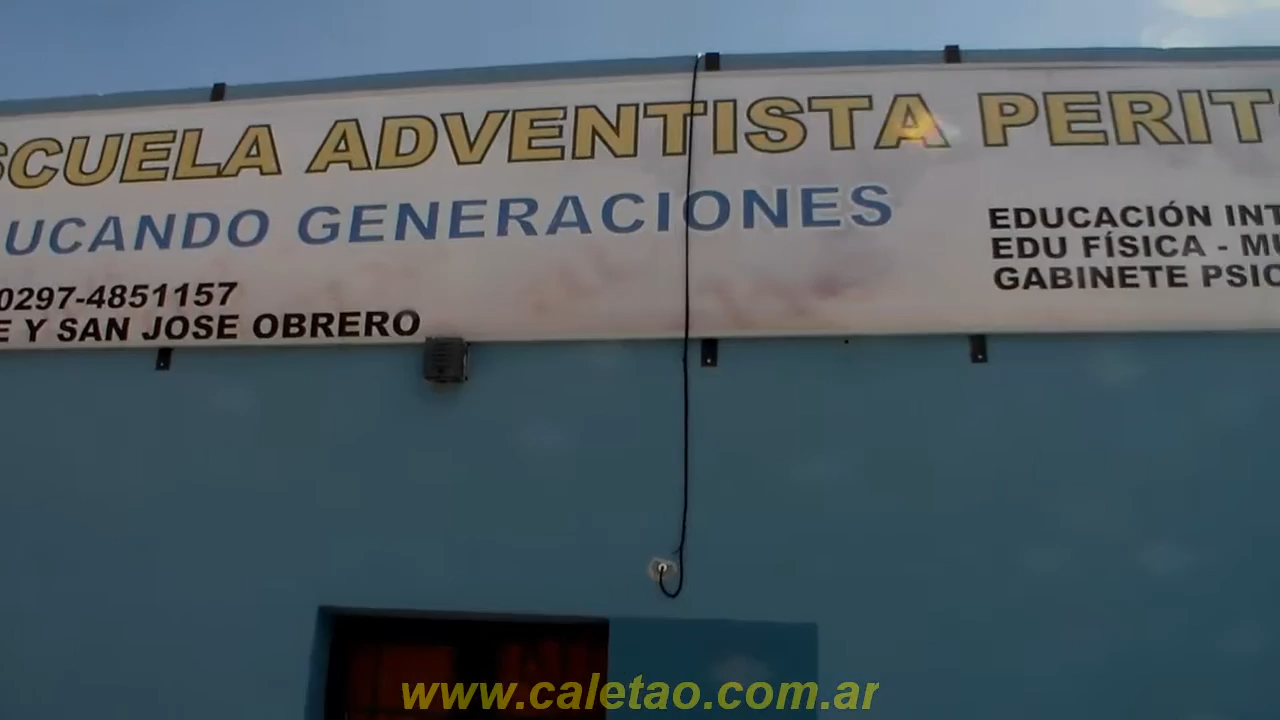 SCUELA ADVENTISTA PERIT
UCANDO GENERACIONES
0297-4851157
E Y SAN JOSE OBRERO
EDUCACIÓN INT
EDU FÍSICA - MU
GABINETE PSIC
www.caletao.com.ar